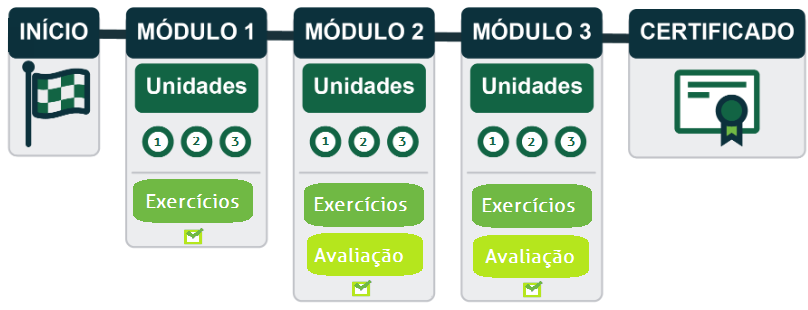 INÍCIO
MÓDULO 1
Unidades
1 2 3
Exercícios
MÓDULO 2
Unidades
1 2 3
Exercícios
Avaliação
MÓDULO 3
Unidades
1 2 3
Exercícios
Avaliação
CERTIFICADO